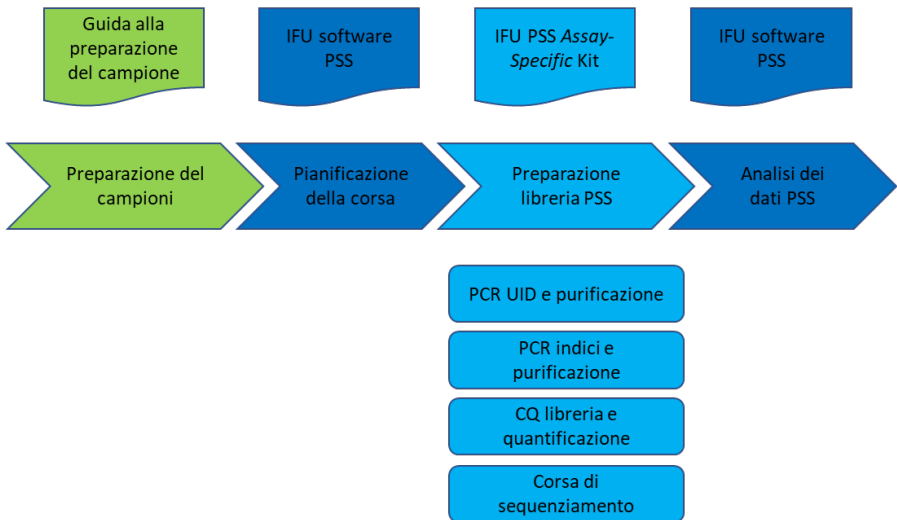 Guida alla
preparazione
del campione
IFU software
PSS
IFU PSS Assay-
Specific Kit
IFU software
PSS
Preparazione del
campioni
Pianificazione
della corsa
Preparazione
libreria PSS
Analisi dei
dati PSS
PCR UID e purificazione
PCR indici e
purificazione
CQ libreria e
quantificazione
Corsa di
sequenziamento